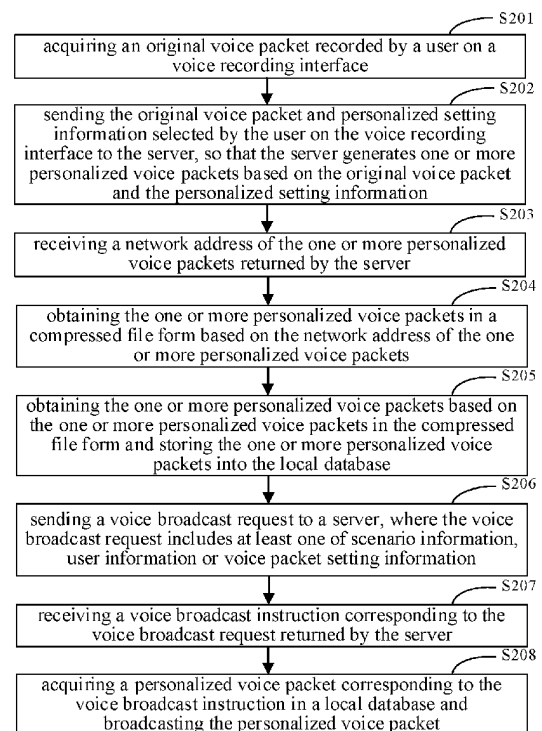 S201
acquiring an original voice packet recorded by a user on a
voice recording interface
S202
sending the original voice packet and personalized setting
information selected by the user on the voice recording
interface to the server, so that the server generates one or more
personalized voice packets based on the original voice packet
and the personalized setting information
S203
receiving a network address of the one or more personalized
voice packets returned by the server
S204
obtaining the one or more personalized voice packets in a
compressed file form based on the network address of the one
or more personalized voice packets
S205
obtaining the one or more personalized voice packets based on
the one or more personalized voice packets in the compressed
file form and storing the one or more personalized voice
packets into the local database
S206
sending a voice broadcast request to a server, where the voice
broadcast request includes at least one of scenario information,
user information or voice packet setting information
S207
receiving a voice broadcast instruction corresponding to the
voice broadcast request returned by the server
S208
acquiring a personalized voice packet corresponding to the
voice broadcast instruction in a local database and
broadcasting the personalized voice packet